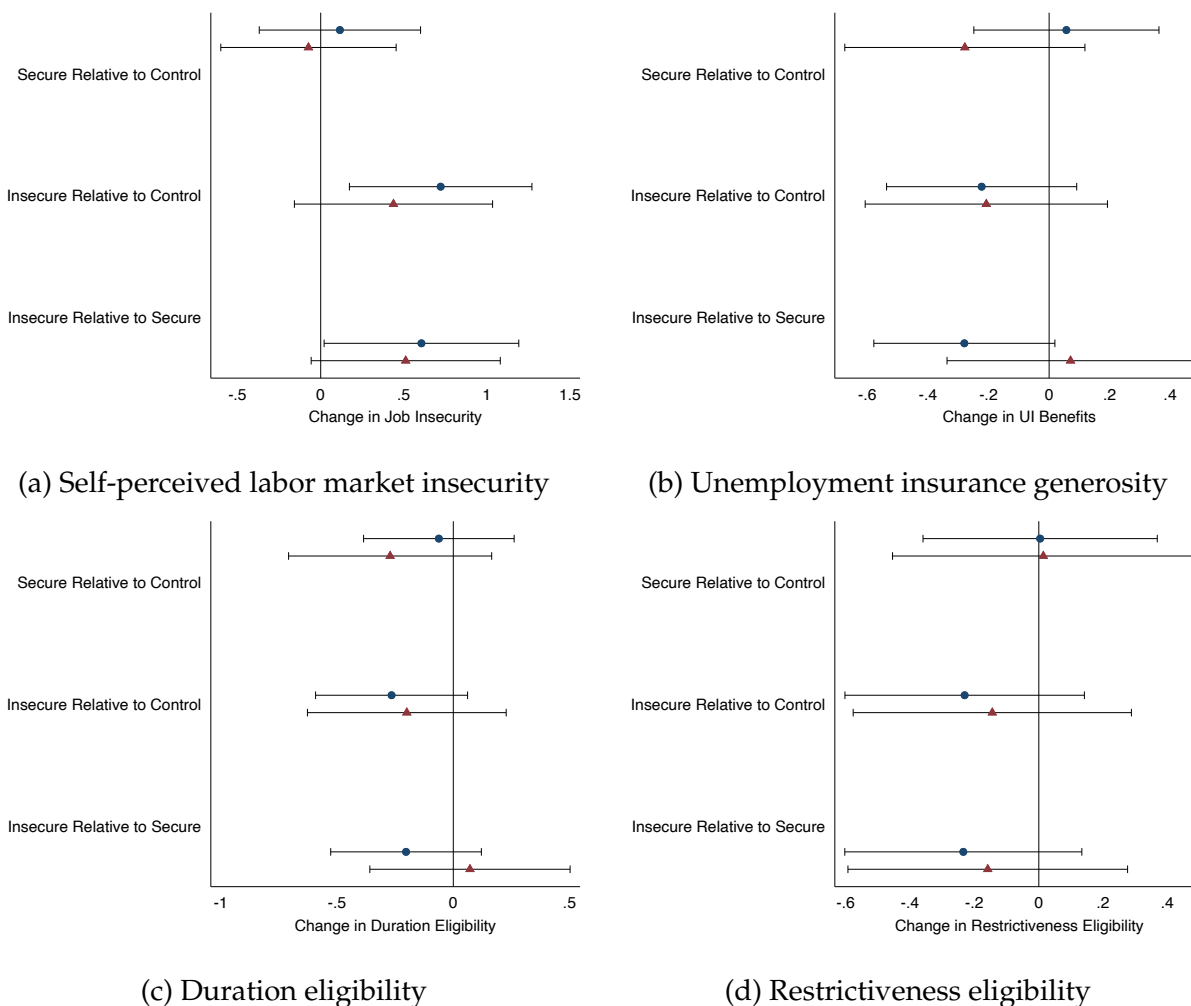 Secure Relative to Control
Insecure Relative to Control
Insecure Relative to Secure
-.5 0 .5 1 1.5
Change in Job Insecurity
(a) Self-perceived labor market insecurity
Secure Relative to Control
Insecure Relative to Control
Insecure Relative to Secure
-.6 -.4 -.2 0 .2 .4
Change in UI Benefits
(b) Unemployment insurance generosity
Secure Relative to Control
Insecure Relative to Control
Insecure Relative to Secure
-1 -.5 0 .5
Change in Duration Eligibility
(c) Duration eligibility
Secure Relative to Control
Insecure Relative to Control
Insecure Relative to Secure
-.6 -.4 -.2 0 .2 .4
Change in Restrictiveness Eligibility
(d) Restrictiveness eligibility